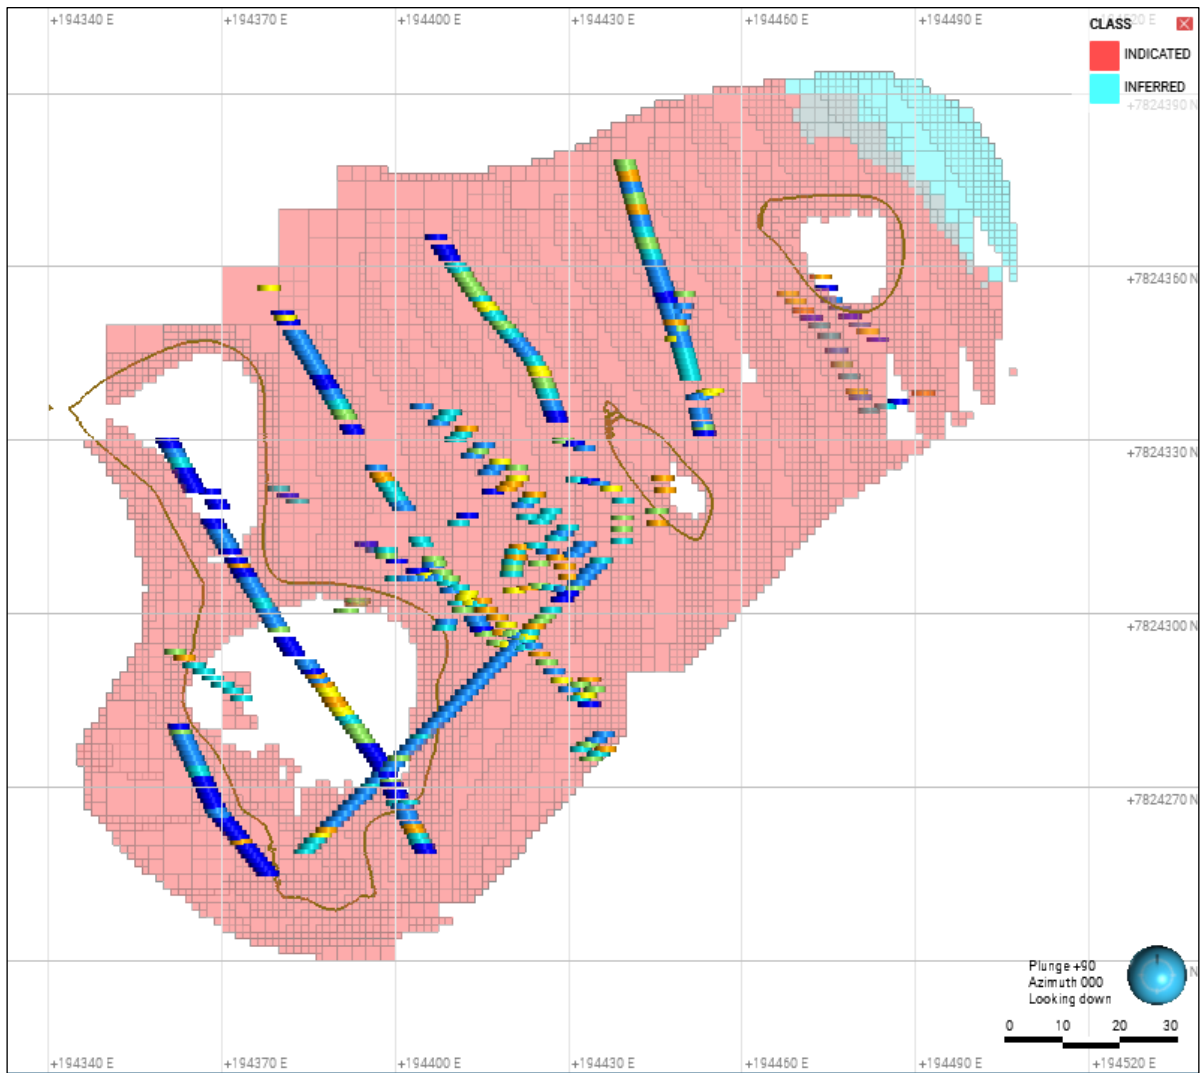 +194340 E
+194370 E
+194400 E
+194430 E
+194460 E
+194490 E
CLASS
INDICATED
INFERRED
+7824390 N
+7824360 N
+7824330 N
+7824300 N
+7824270 N
N
Plunge +90
Azimuth 000
Looking down
0 10 20 30
+194340 E
+194370 E
+194400 E
+194430 E
+194460 E
+194490 E
+194520 E